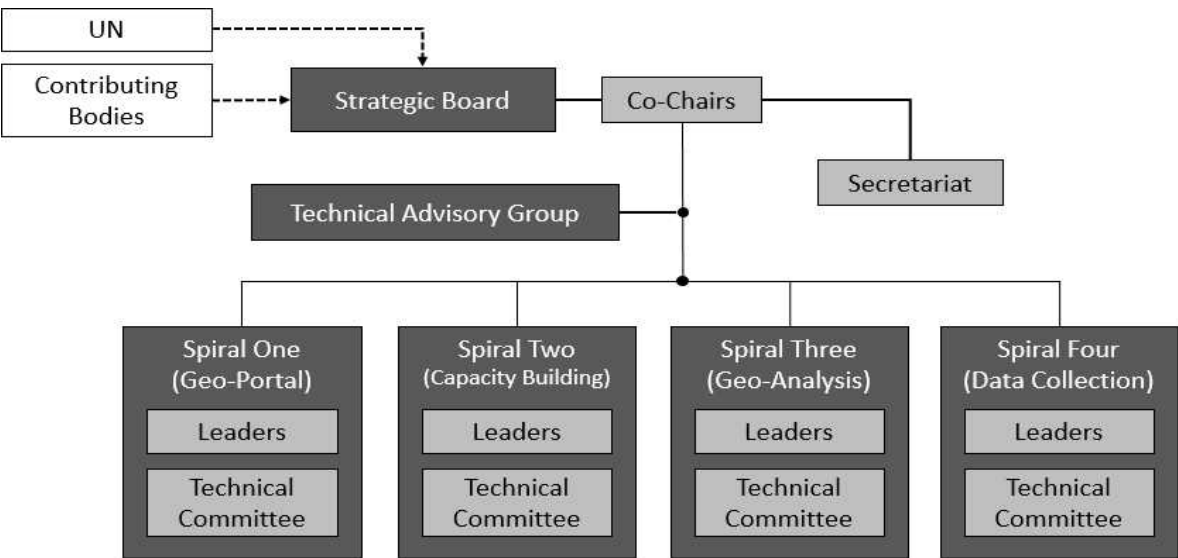 UN
Contributing
Bodies
Strategic Board
Co-Chairs
Secretariat
Technical Advisory Group
Spiral One
(Geo-Portal)
Leaders
Technical
Committee
Spiral Two
(Capacity Building)
Leaders
Technical
Committee
Spiral Three
(Geo-Analysis)
Leaders
Technical
Committee
Spiral Four
(Data Collection)
Leaders
Technical
Committee